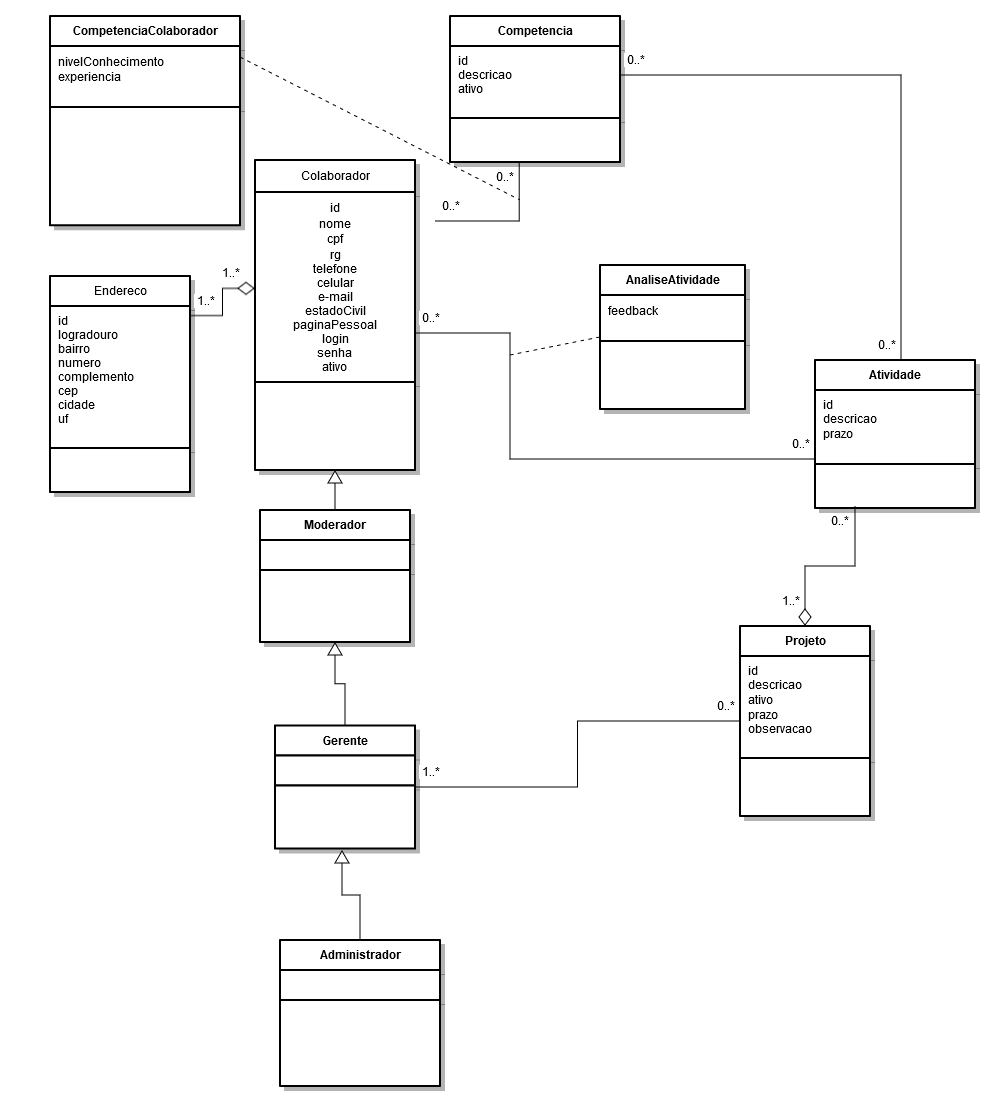 CompetenciaColaborador
nivelConhecimento
experiencia
Competencia
id
descricao
ativo
0..*
0..*
0..*
Colaborador
id
nome
cpf
rg
telefone
celular
e-mail
estadoCivil
paginaPessoal
login
senha
ativo
1..*
1..*
Endereco
id
logradouro
bairro
numero
complemento
cep
cidade
uf
AnaliseAtividade
feedback
0..*
0..*
0..*
Atividade
id
descricao
prazo
0..*
Moderador
1..*
Projeto
id
descricao
ativo
prazo
observacao
0..*
Gerente
1..*
Administrador